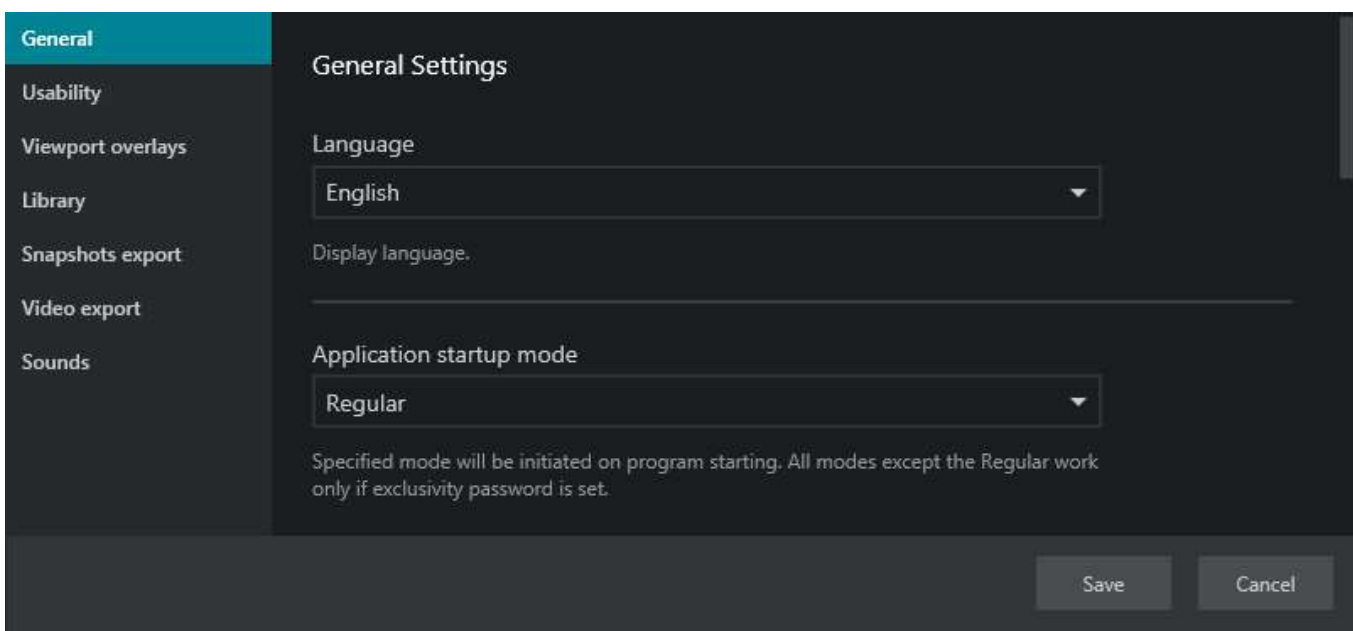 General
Usability
Viewport overlays
Library
Snapshots export
Video export
Sounds
General Settings
Language
English
Display language.
Application startup mode
Regular
Specified mode will be initiated on program starting. All modes except the Regular work
only if exclusivity password is set.
Save
Cancel